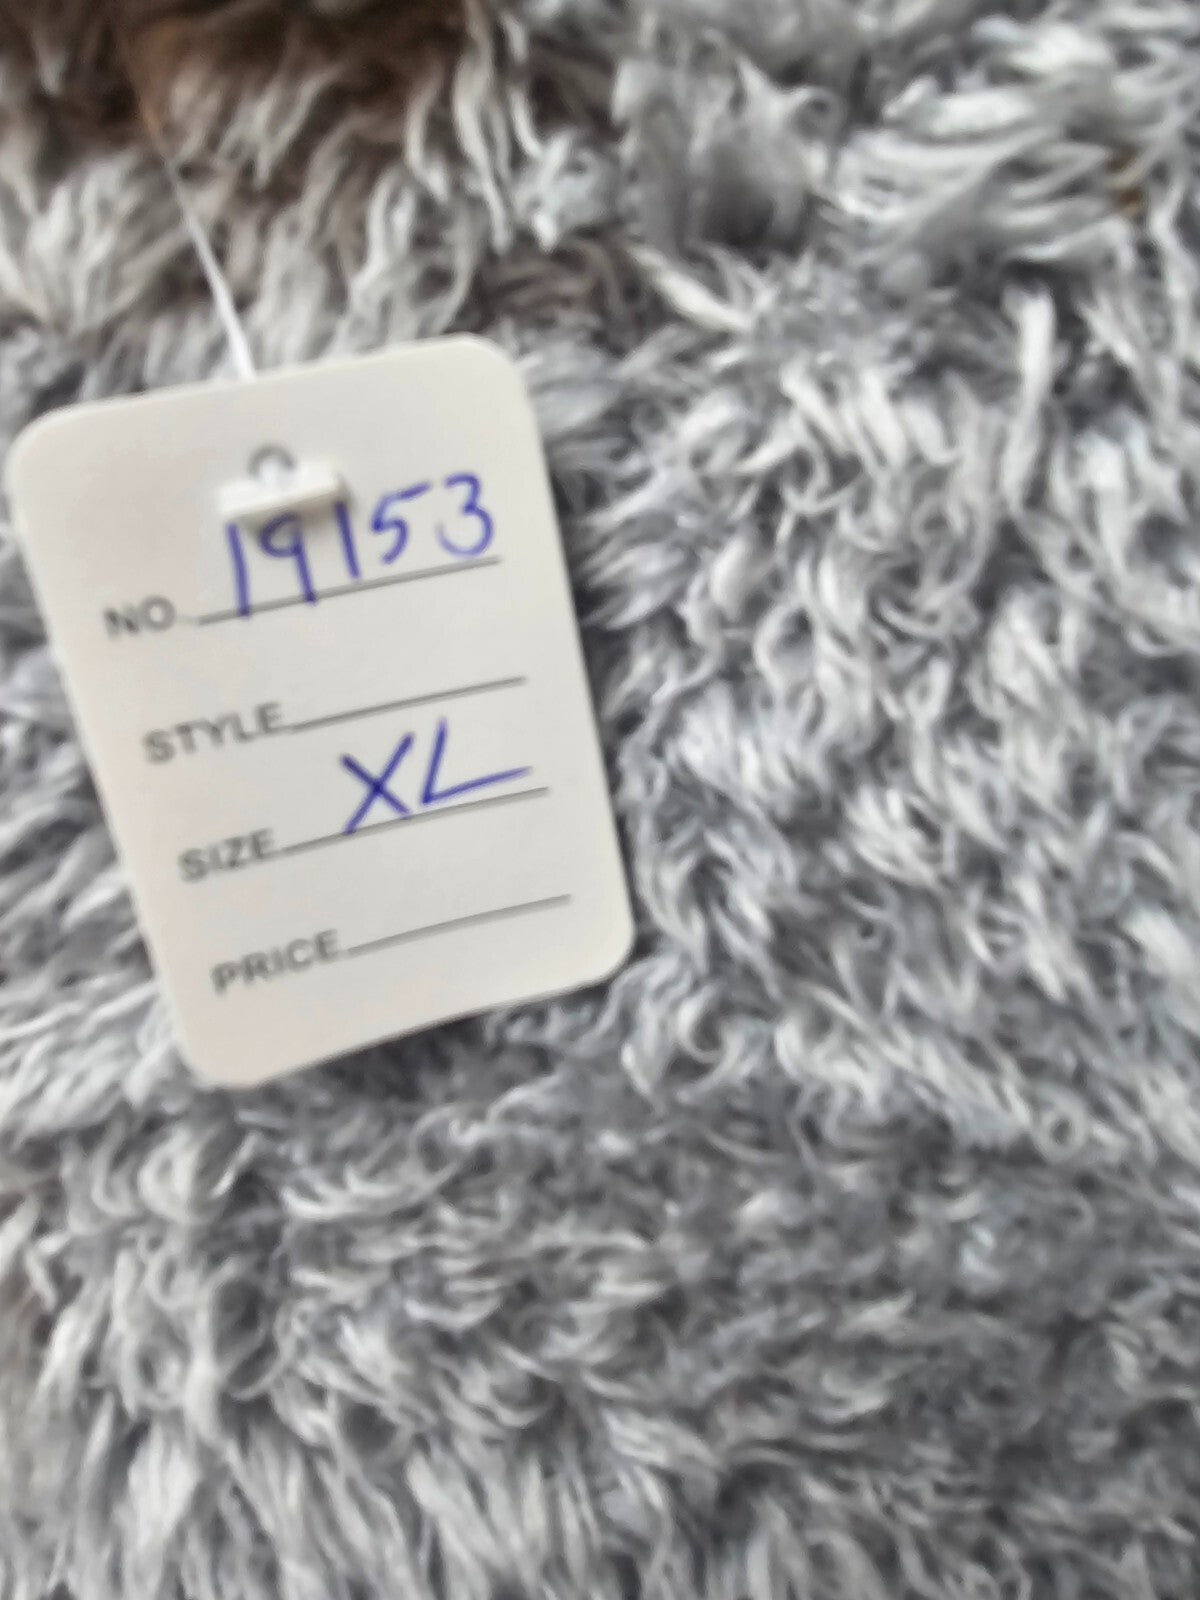 NO. 19153
STYLE
SIZE XL
PRICE